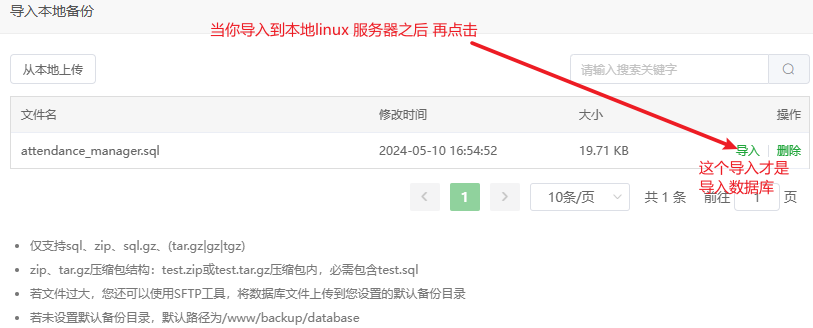 导入本地备份
当你导入到本地linux 服务器之后 再点击
从本地上传
请输入搜索关键字
文件名 修改时间 大小 操作
attendance_manager.sql 2024-05-10 16:54:52 19.71 KB 导入 删除
这个导入才是
导入数据库
1 10条/页 共 1 条 前往 1 页
仅支持sql、zip、sql.gz、(tar.gz|gz|tgz)
zip、tar.gz压缩包结构：test.zip或test.tar.gz压缩包内，必需包含test.sql
若文件过大，您还可以使用SFTP工具，将数据库文件上传到您设置的默认备份目录
若未设置默认备份目录，默认路径为/www/backup/database